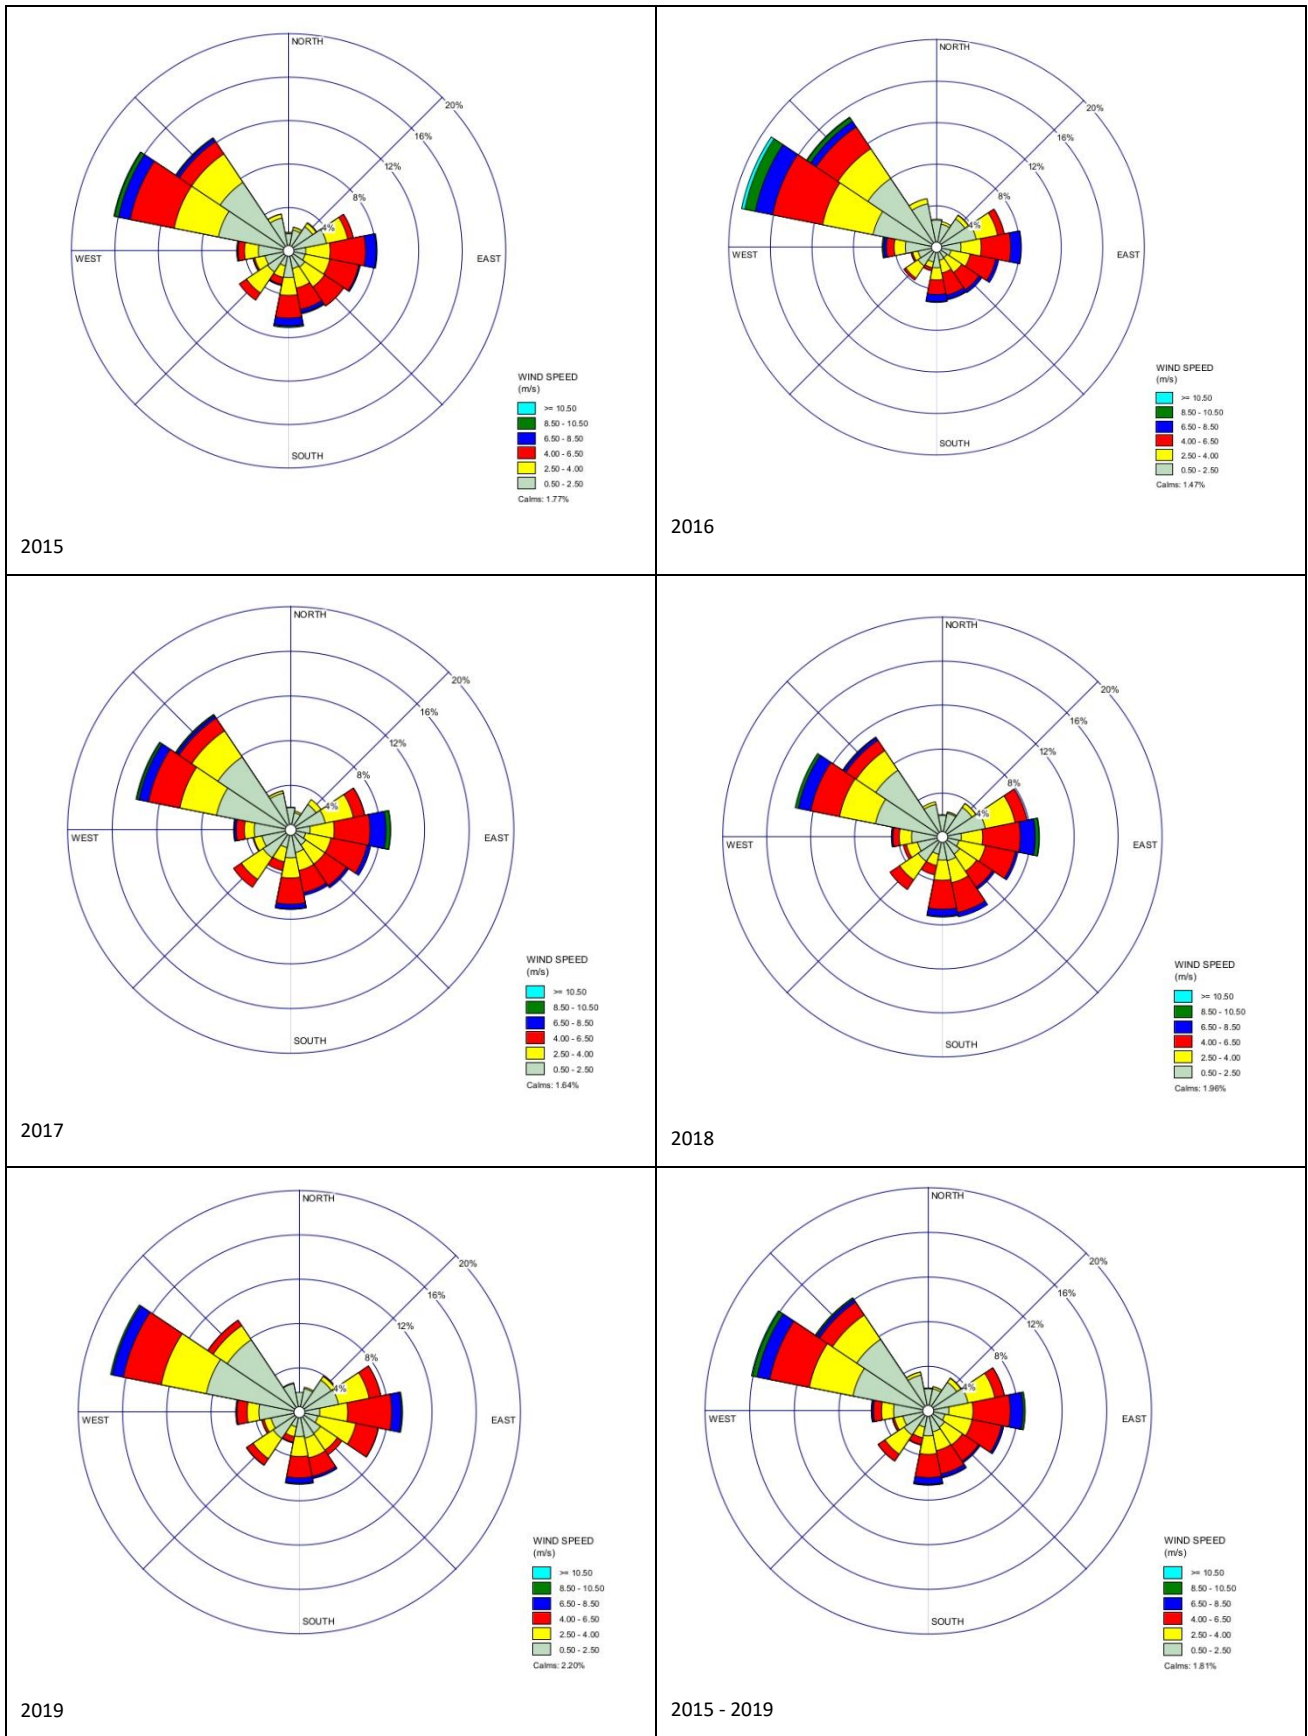 NORTH
20%
16%
12%
8%
4%
WEST
EAST
SOUTH
WIND SPEED
(m/s)
>= 10.50
8.50 - 10.50
6.50 - 8.50
4.00 - 6.50
2.50 - 4.00
0.50 - 2.50
Calms: 1.77%
2015
NORTH
20%
16%
12%
8%
4%
WEST
EAST
SOUTH
WIND SPEED
(m/s)
>= 10.50
8.50 - 10.50
6.50 - 8.50
4.00 - 6.50
2.50 - 4.00
0.50 - 2.50
Calms: 1.47%
2016
NORTH
20%
16%
12%
8%
4%
WEST
EAST
SOUTH
WIND SPEED
(m/s)
>= 10.50
8.50 - 10.50
6.50 - 8.50
4.00 - 6.50
2.50 - 4.00
0.50 - 2.50
Calms: 1.64%
2017
NORTH
20%
16%
12%
8%
4%
WEST
EAST
SOUTH
WIND SPEED
(m/s)
>= 10.50
8.50 - 10.50
6.50 - 8.50
4.00 - 6.50
2.50 - 4.00
0.50 - 2.50
Calms: 1.96%
2018
NORTH
20%
16%
12%
8%
4%
WEST
EAST
SOUTH
WIND SPEED
(m/s)
>= 10.50
8.50 - 10.50
6.50 - 8.50
4.00 - 6.50
2.50 - 4.00
0.50 - 2.50
Calms: 2.20%
2019
NORTH
20%
16%
12%
8%
4%
WEST
EAST
SOUTH
WIND SPEED
(m/s)
>= 10.50
8.50 - 10.50
6.50 - 8.50
4.00 - 6.50
2.50 - 4.00
0.50 - 2.50
Calms: 1.81%
2015 - 2019